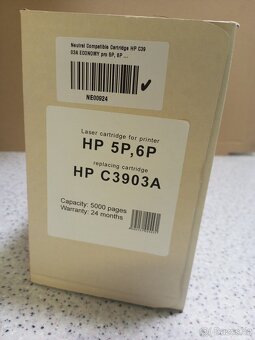 Neutral Compatible Cartridge HP C39
03A ECONOMY pro 5P, 6P ...
NE00924
Laser cartridge for printer
HP 5P,6P
replacing cartridge
HP C3903A
Capacity: 5000 pages
Warranty: 24 months